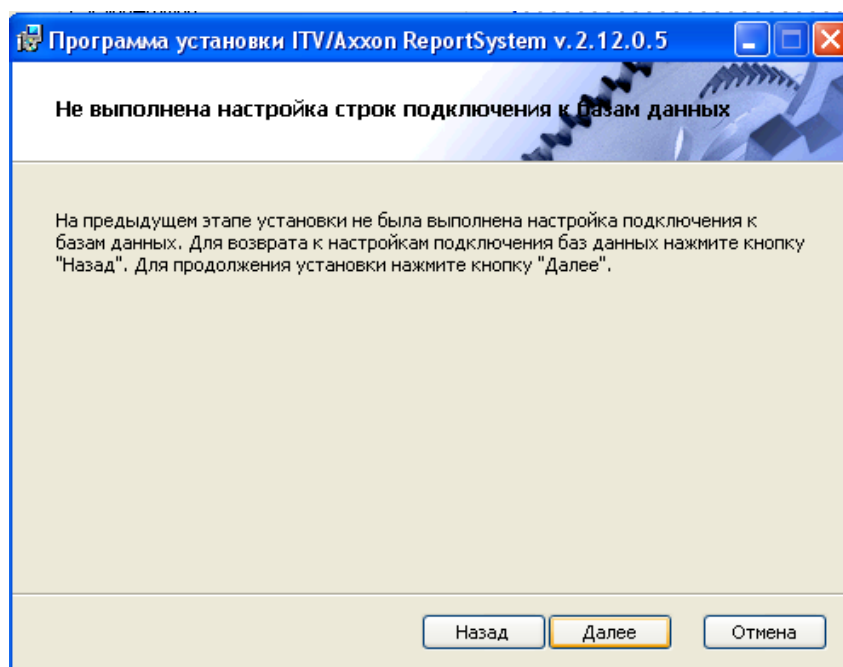 Программа установки ITV/Axxon ReportSystem v.2.12.0.5
Не выполнена настройка строк подключения к базам данных
На предыдущем этапе установки не была выполнена настройка подключения к
базам данных. Для возврата к настройкам подключения баз данных нажмите кнопку
"Назад". Для продолжения установки нажмите кнопку "Далее".
Назад Далее Отмена